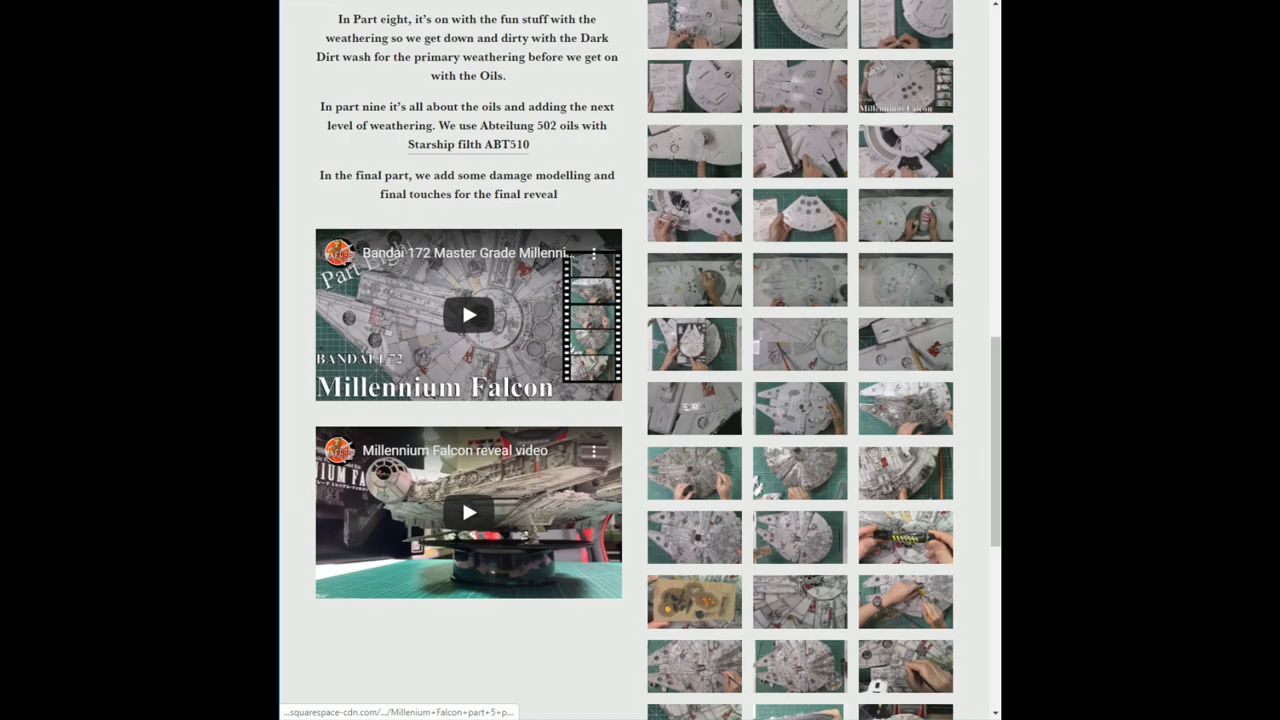 In Part eight, it's on with the fun stuff with the
weathering so we get down and dirty with the Dark
Dirt wash for the primary weathering before we get on
with the Oils.
In part nine it's all about the oils and adding the next
level of weathering. We use Abteilung 502 oils with
Starship filth ABT510
In the final part, we add some damage modelling and
final touches for the final reveal
Bandai 172 Master Grade Millenni...
Part Eig
BANDAI 1 72
Millennium Falcon
Millennium Falcon reveal video
Millennium Falcon
...squarespace-cdn.com/.../Millenium+Falcon+part+5+p...